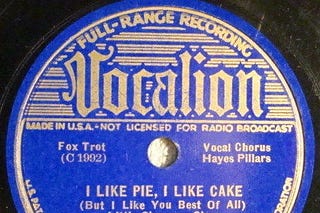 FULL-RANGE RECORDING
Vocalion
MADE IN U.S.A.-NOT LICENSED FOR RADIO BROADCAST
Fox Trot
(C 1992)
Vocal Chorus
Hayes Pillars
I LIKE PIE, I LIKE CAKE
(But I Like You Best Of All)
U.S. PAT